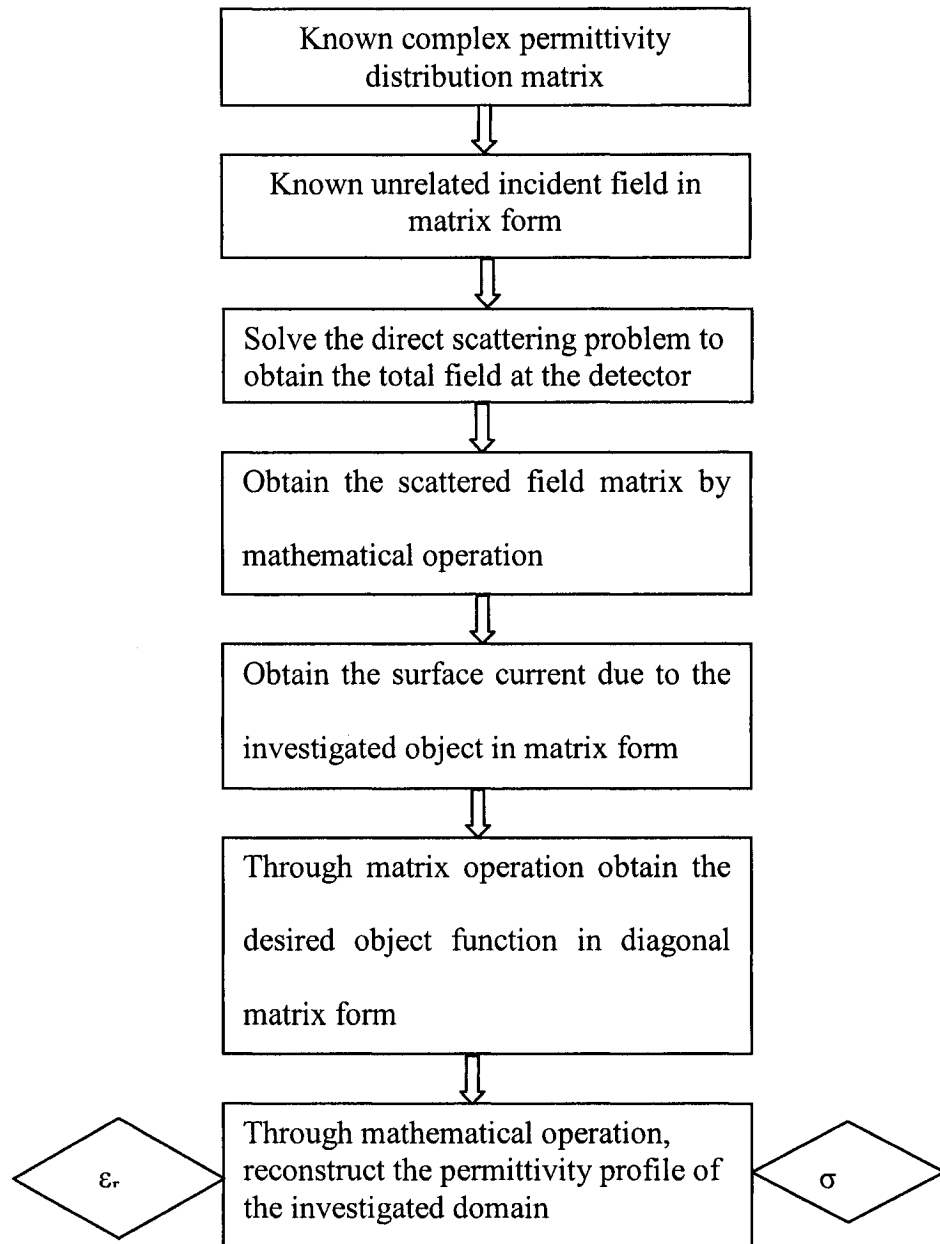 Known complex permittivity
distribution matrix
Known unrelated incident field in
matrix form
Solve the direct scattering problem to
obtain the total field at the detector
Obtain the scattered field matrix by
mathematical operation
Obtain the surface current due to the
investigated object in matrix form
Through matrix operation obtain the
desired object function in diagonal
matrix form
εr
Through mathematical operation,
reconstruct the permittivity profile of
the investigated domain
σ